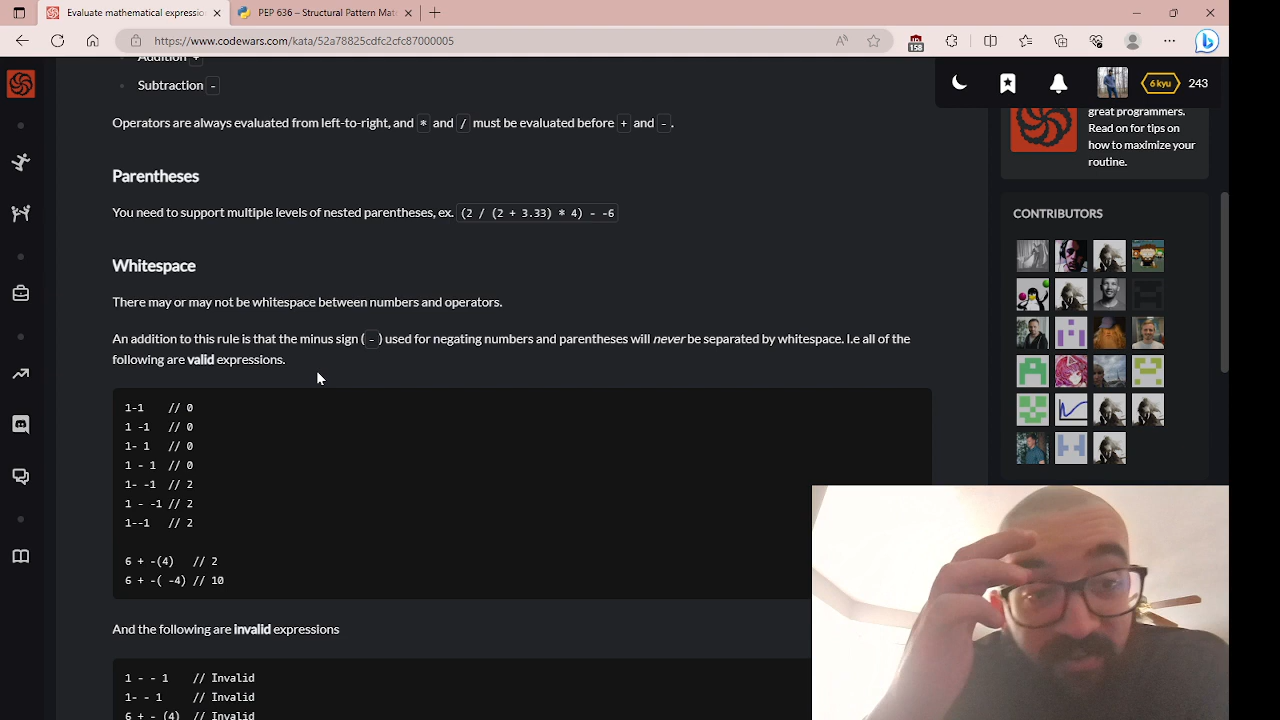 Evaluate mathematical expressio
PEP 636 – Structural Pattern Mat
https://www.codewars.com/kata/52a78825cdfc2cfc87000005
158
6 kyu
243
Addition +
Subtraction -
Operators are always evaluated from left-to-right, and * and / must be evaluated before + and -.
Parentheses
You need to support multiple levels of nested parentheses, ex. (2 / (2 + 3.33) * 4) - -6
Whitespace
There may or may not be whitespace between numbers and operators.
An addition to this rule is that the minus sign (-) used for negating numbers and parentheses will never be separated by whitespace. I.e all of the
following are valid expressions.
1-1    // 0
1 -1   // 0
1- 1   // 0
1 - 1  // 0
1- -1  // 2
1 - -1 // 2
1--1   // 2
6 + -(4)   // 2
6 + -( -4) // 10
And the following are invalid expressions
1 - - 1    // Invalid
1- - 1     // Invalid
6 + - (4)  // Invalid
great programmers.
Read on for tips on
how to maximize your
routine.
CONTRIBUTORS